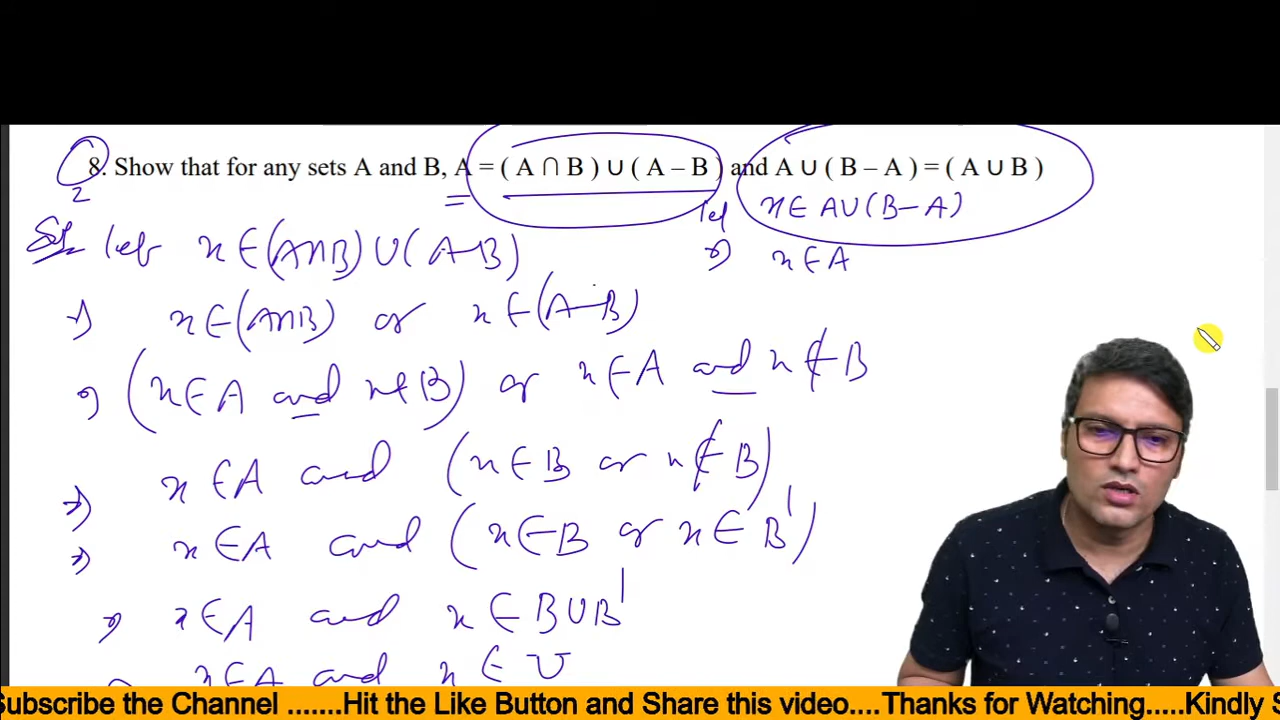 8. Show that for any sets A and B, A = ( A ∩ B ) ∪ ( A – B ) and A ∪ ( B – A ) = ( A ∪ B )
2
=
let x ∈ A∪(B–A)
⇒ x ∈ A
Sol let x ∈ (A∩B) ∪ (A–B)
⇒ x ∈ (A∩B) or x ∈ (A–B)
⇒ (x ∈ A and x ∈ B) or x ∈ A and x ∉ B
⇒ x ∈ A and (x ∈ B or x ∉ B)
⇒ x ∈ A and (x ∈ B or x ∈ B')
⇒ x ∈ A and x ∈ B∪B'
x ∈ A and x ∈ U
Subscribe the Channel .......Hit the Like Button and Share this video....Thanks for Watching.....Kindly S